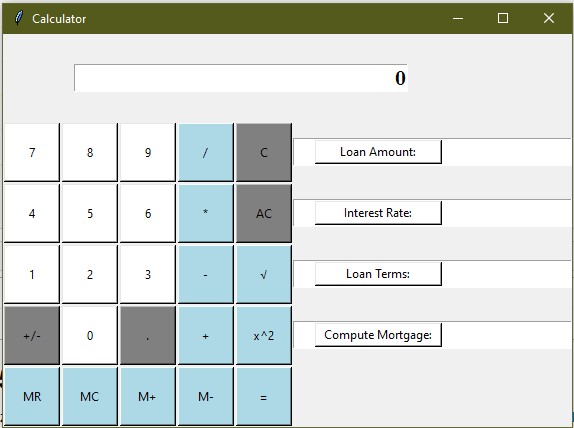 Calculator
0
7 8 9 / C Loan Amount:
4 5 6 * AC Interest Rate:
1 2 3 - √ Loan Terms:
+/- 0 . + x^2 Compute Mortgage:
MR MC M+ M- =